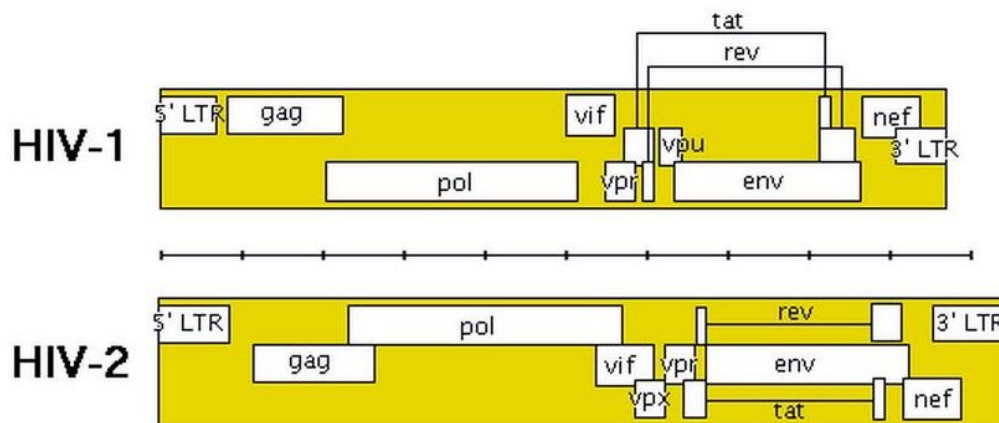 tat
rev
HIV-1
5' LTR gag vif nef
vpu 3' LTR
pol vpr env
5' LTR pol rev 3' LTR
HIV-2
gag vif vpr env
vpx tat nef